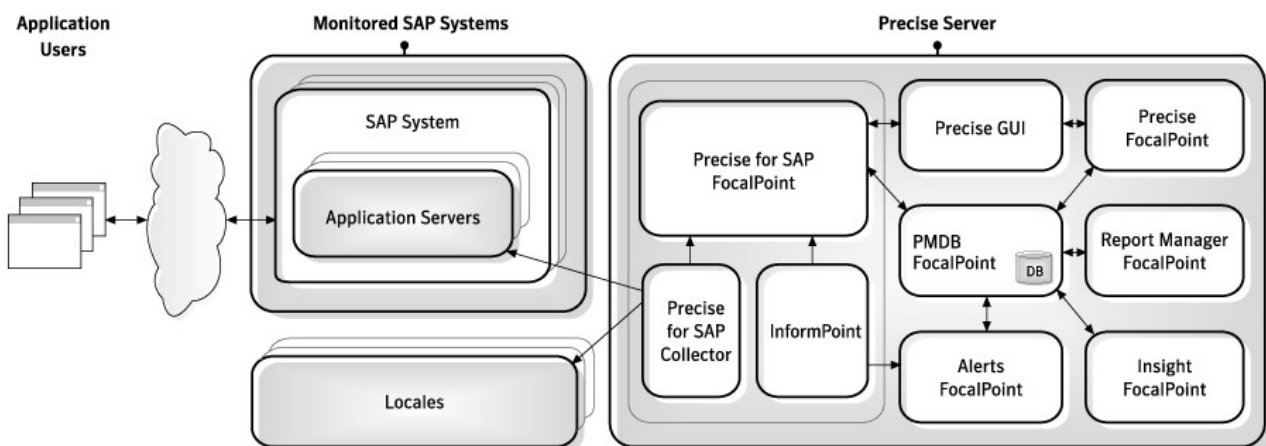 Application
Users
Monitored SAP Systems
Precise Server
SAP System
Application Servers
Locales
Precise for SAP
FocalPoint
Precise
for SAP
Collector
InformPoint
Precise GUI
Precise
FocalPoint
PMDB
FocalPoint
DB
Report Manager
FocalPoint
Alerts
FocalPoint
Insight
FocalPoint